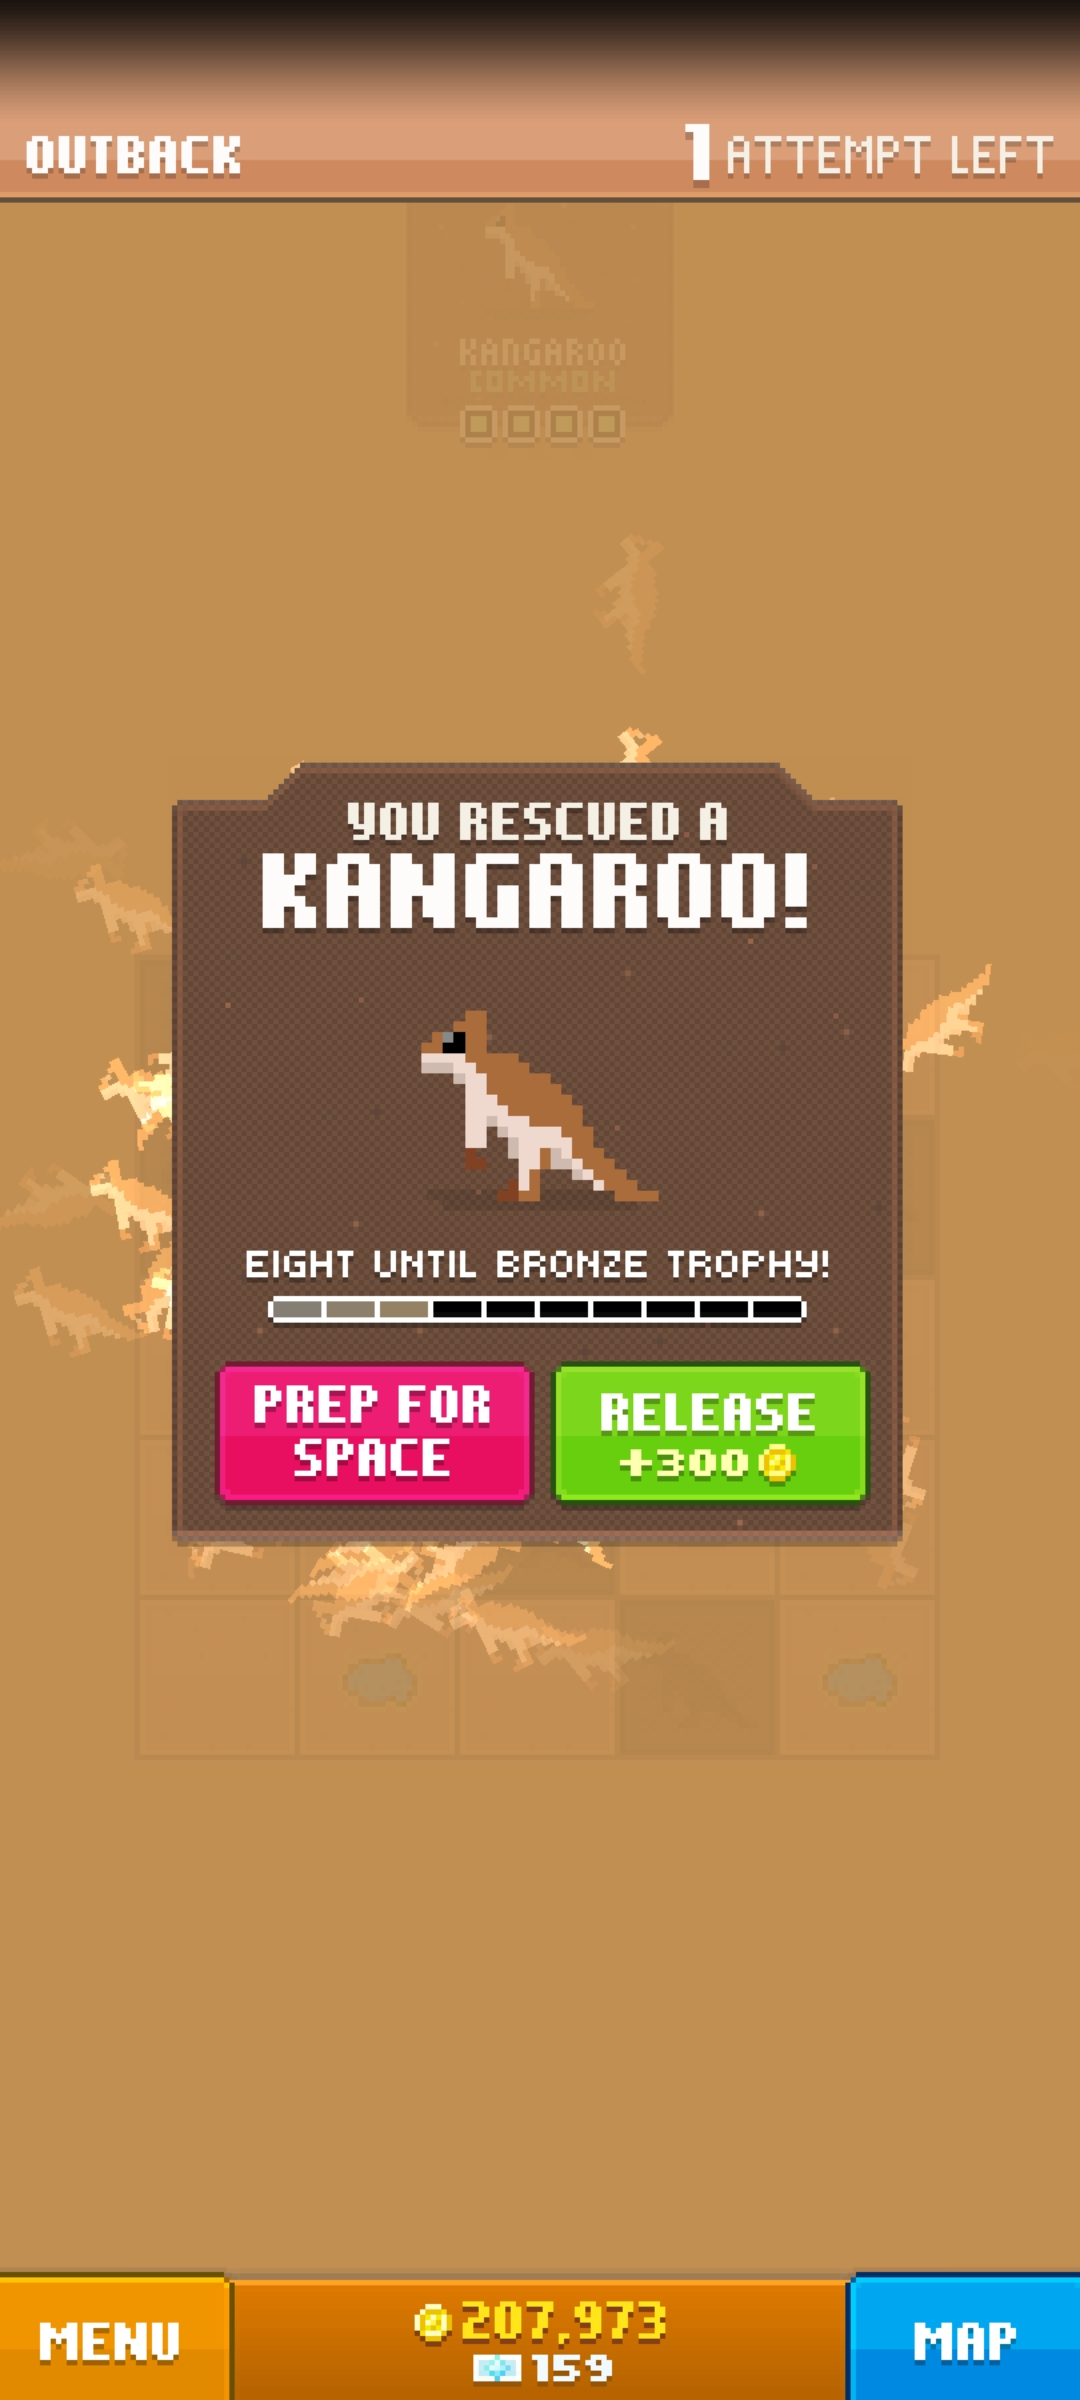 OUTBACK
1 ATTEMPT LEFT
KANGAROO
COMMON
YOU RESCUED A
KANGAROO!
EIGHT UNTIL BRONZE TROPHY!
PREP FOR
SPACE
RELEASE
+300
MENU
207,973
159
MAP